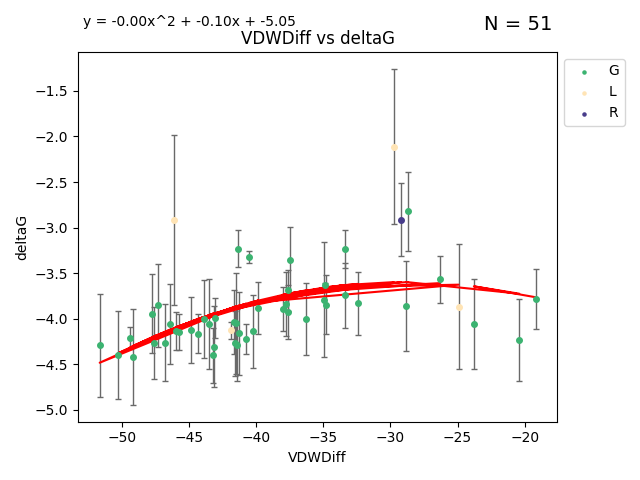 y = -0.00x^2 + -0.10x + -5.05
N = 51
VDWDiff vs deltaG
G
L
R
deltaG
−1.5
−2.0
−2.5
−3.0
−3.5
−4.0
−4.5
−5.0
−50
−45
−40
−35
−30
−25
−20
VDWDiff